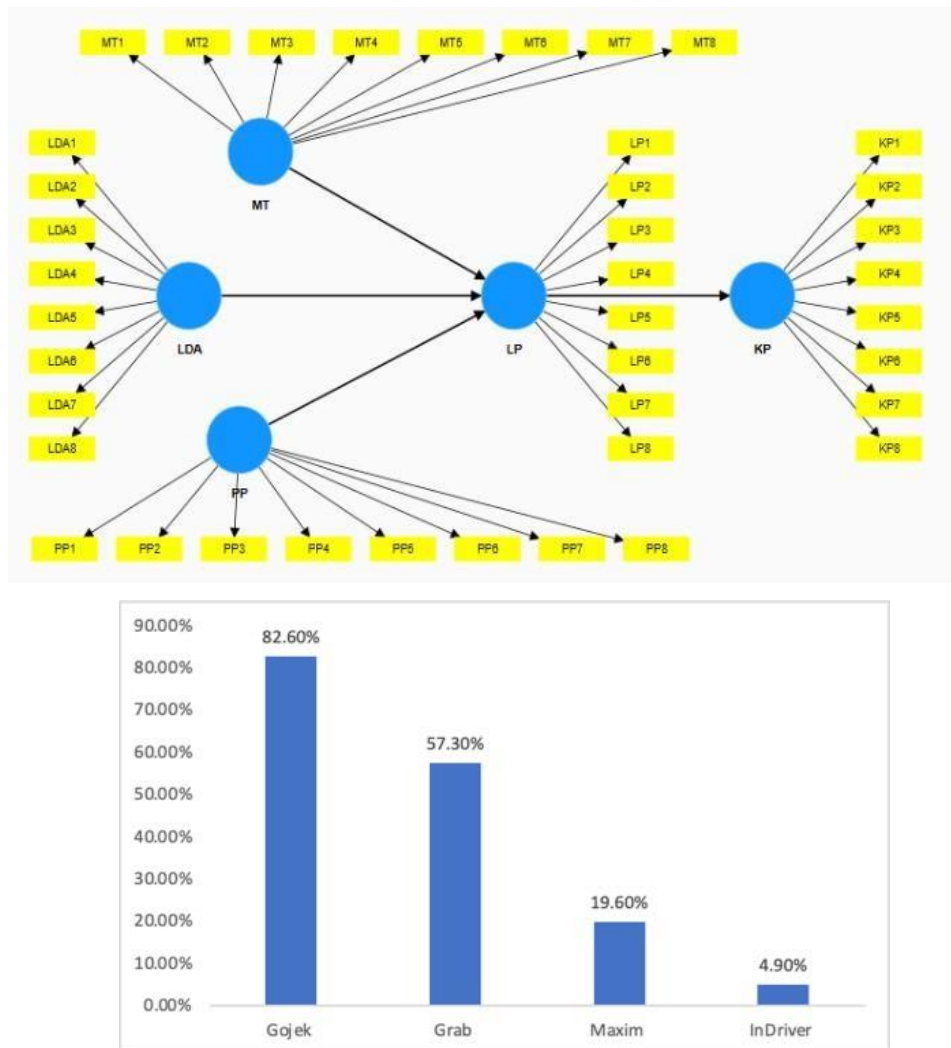 MT1 MT2 MT3 MT4 MT5 MT6 MT7 MT8
MT
LDA1
LDA2
LDA3
LDA4
LDA5
LDA6
LDA7
LDA8
LDA
LP1
LP2
LP3
LP4
LP5
LP6
LP7
LP8
LP
KP1
KP2
KP3
KP4
KP5
KP6
KP7
KP8
KP
PP
PP1 PP2 PP3 PP4 PP5 PP6 PP7 PP8
90.00%
80.00%
70.00%
60.00%
50.00%
40.00%
30.00%
20.00%
10.00%
0.00%
82.60%
57.30%
19.60%
4.90%
Gojek Grab Maxim InDriver